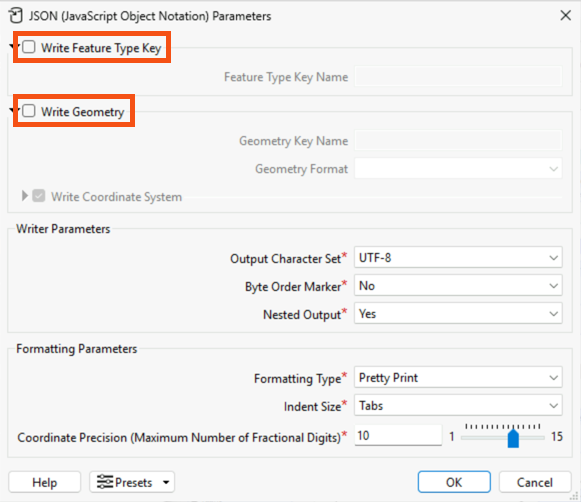 JSON (JavaScript Object Notation) Parameters
Write Feature Type Key
Feature Type Key Name
Write Geometry
Geometry Key Name
Geometry Format
Write Coordinate System
Writer Parameters
Output Character Set* UTF-8
Byte Order Marker* No
Nested Output* Yes
Formatting Parameters
Formatting Type* Pretty Print
Indent Size* Tabs
Coordinate Precision (Maximum Number of Fractional Digits)* 10 1 15
Help Presets OK Cancel